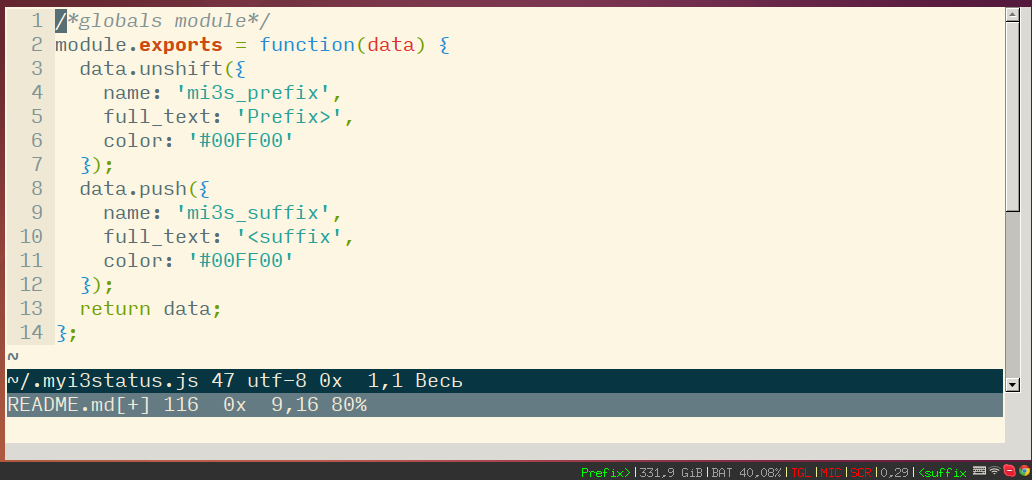 1 /*globals module*/
2 module.exports = function(data) {
3 data.unshift({
4 name: 'mi3s_prefix',
5 full_text: 'Prefix>',
6 color: '#00FF00'
7 });
8 data.push({
9 name: 'mi3s_suffix',
10 full_text: '<suffix',
11 color: '#00FF00'
12 });
13 return data;
14 };
~
~/.myi3status.js 47 utf-8 0x 1,1 Весь
README.md[+] 116 0x 9,16 80%
Prefix>|331,9 GiB|BAT 40,08%|TGL|MIC|SCR|0,29|<suffix